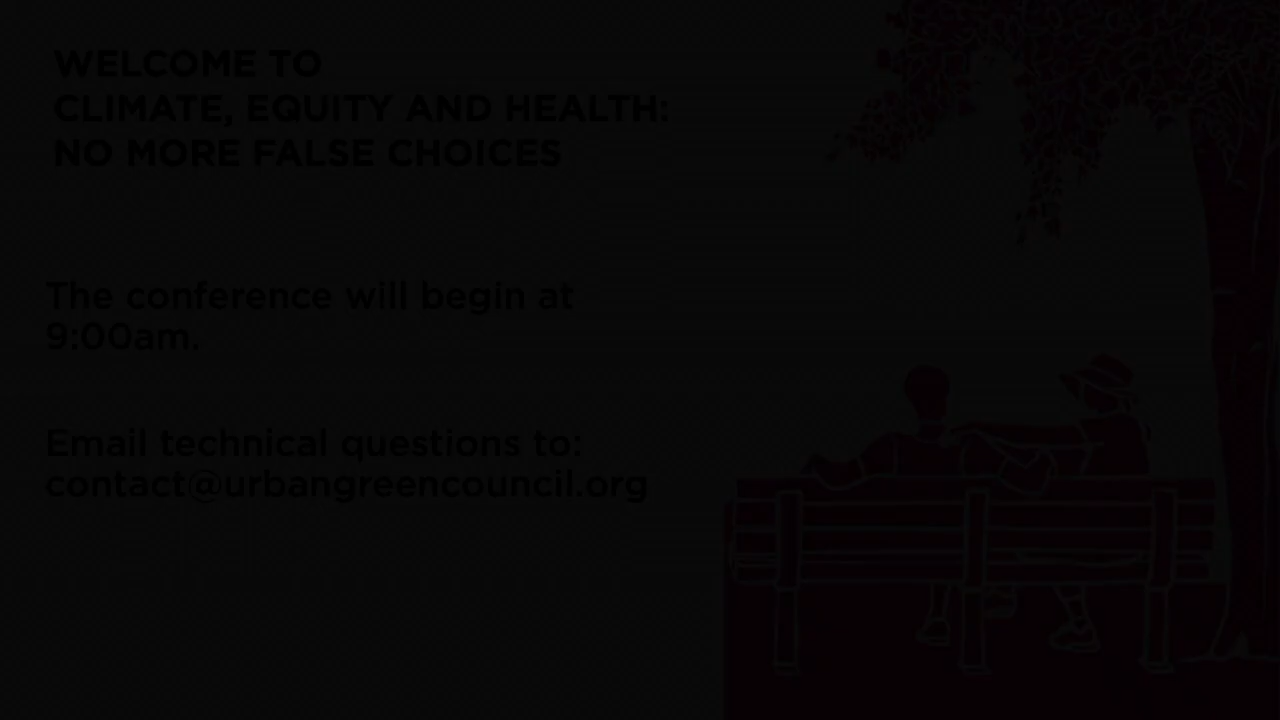 WELCOME TO
CLIMATE, EQUITY AND HEALTH:
NO MORE FALSE CHOICES
The conference will begin at
9:00am.
Email technical questions to:
contact@urbangreencouncil.org